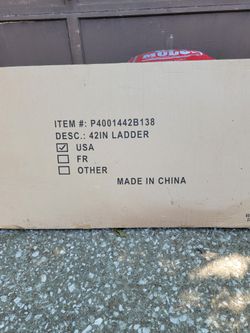 ITEM #: P4001442B138
DESC.: 42IN LADDER
USA
FR
OTHER
MADE IN CHINA